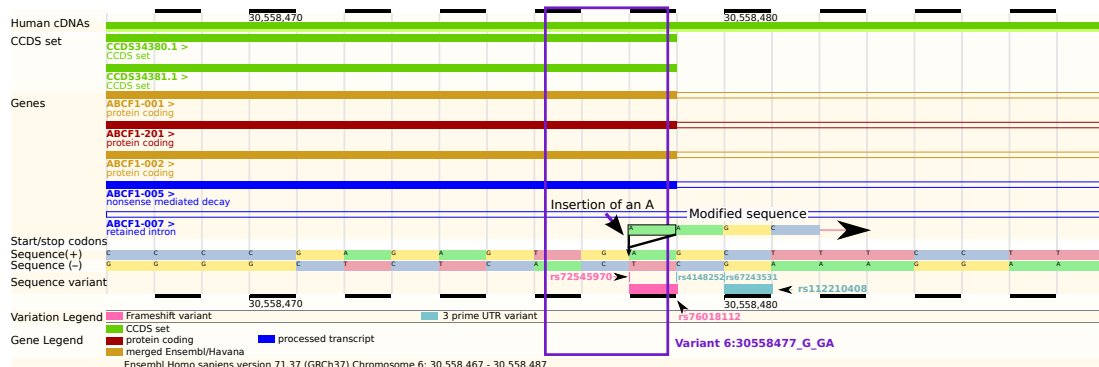 30,558,470 30,558,480
Human cDNAs
CCDS set
CCDS34380.1 >
CCDS set
CCDS34381.1 >
CCDS set
Genes
ABCF1-001 >
protein coding
ABCF1-201 >
protein coding
ABCF1-002 >
protein coding
ABCF1-005 >
nonsense mediated decay
Insertion of an A
Modified sequence
ABCF1-007 >
retained intron
A A G C
Start/stop codons
Sequence(+) C C C C G A G A G T G A G C T T T C C T T
Sequence (−) G G G G C T C T C A C T C G A A A G G A A
rs72545970 rs4148252 rs67243531
Sequence variant
rs112210408
30,558,470 30,558,480
Variation Legend Frameshift variant 3 prime UTR variant rs76018112
CCDS set
Gene Legend protein coding processed transcript
merged Ensembl/Havana
Variant 6:30558477_G_GA
Ensembl Homo sapiens version 71.37 (GRCh37) Chromosome 6: 30,558,467 - 30,558,487